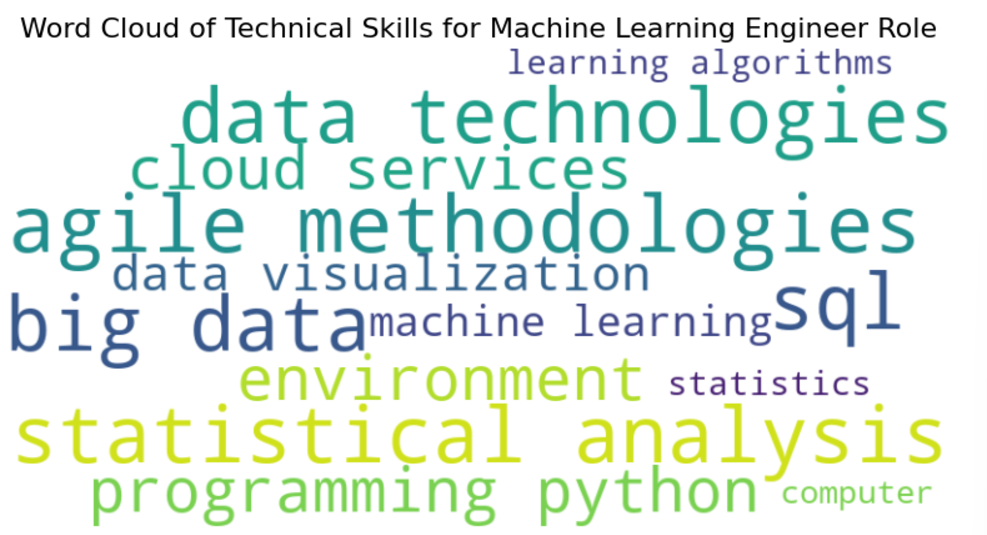 Word Cloud of Technical Skills for Machine Learning Engineer Role
learning algorithms
data technologies
cloud services
agile methodologies
data visualization
big data machine learning sql
environment statistics
statistical analysis
programming python computer